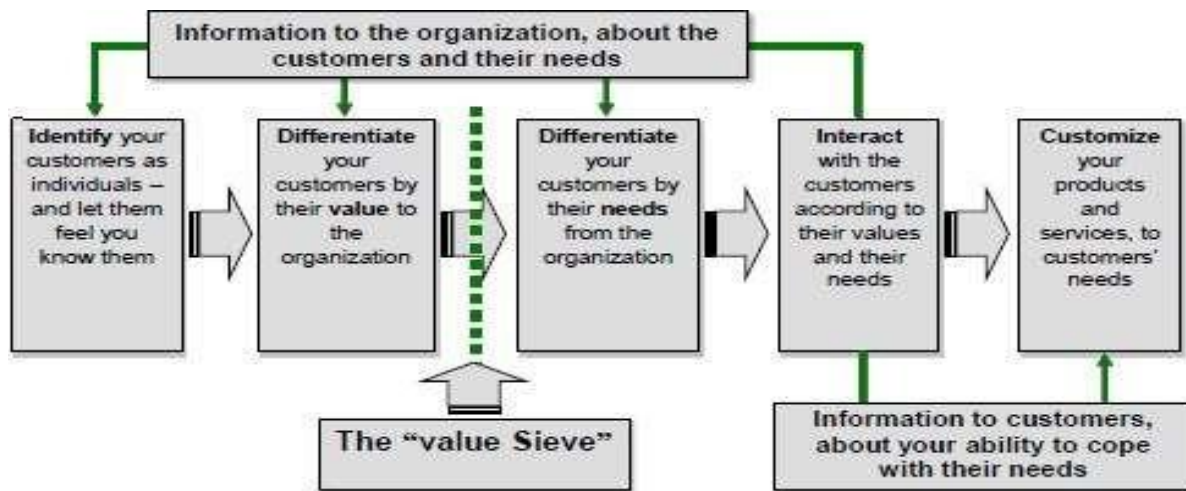 Information to the organization, about the
customers and their needs
Identify your
customers as
individuals –
and let them
feel you
know them
Differentiate
your
customers by
their value to
the
organization
Differentiate
your
customers by
their needs
from the
organization
Interact
with the
customers
according to
their values
and their
needs
Customize
your
products
and
services, to
customers'
needs
The “value Sieve”
Information to customers,
about your ability to cope
with their needs